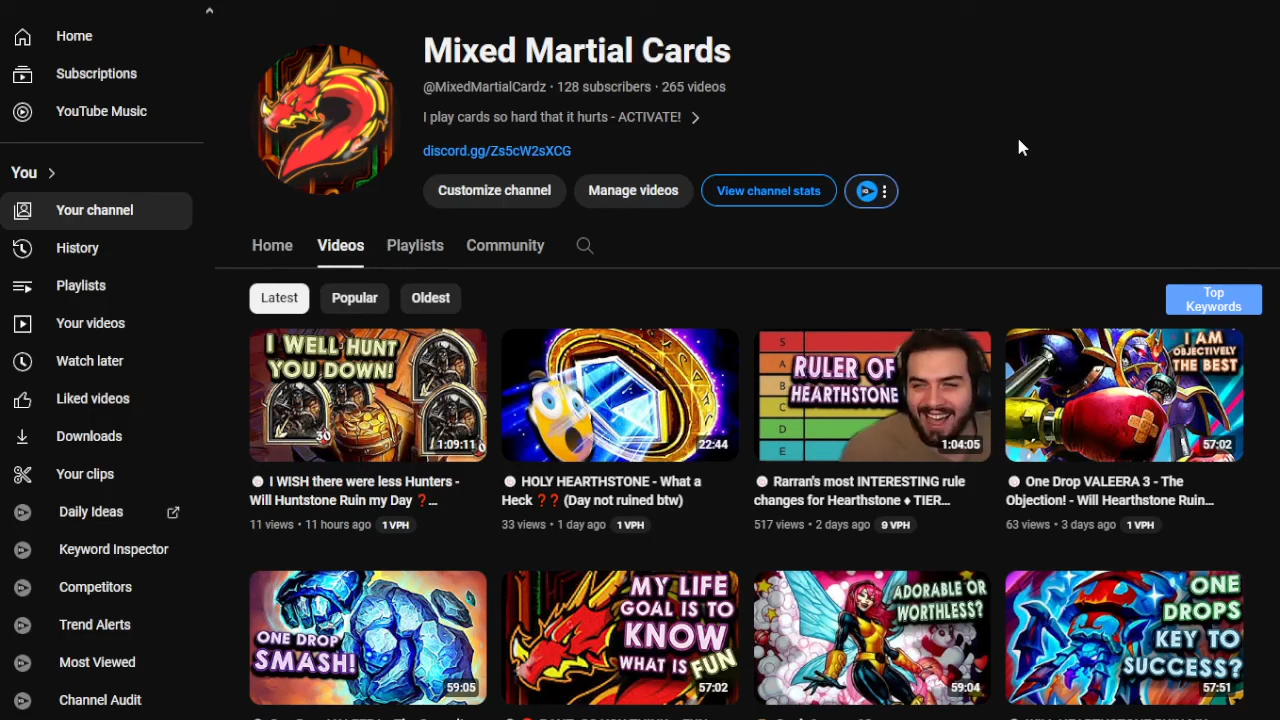 Home
Subscriptions
YouTube Music
You
Your channel
History
Playlists
Your videos
Watch later
Liked videos
Downloads
Your clips
Daily Ideas
Keyword Inspector
Competitors
Trend Alerts
Most Viewed
Channel Audit
Mixed Martial Cards
@MixedMartialCardz · 128 subscribers · 265 videos
I play cards so hard that it hurts - ACTIVATE!
discord.gg/Zs5cW2sXCG
Customize channel Manage videos View channel stats
Home Videos Playlists Community
Latest Popular Oldest
Top
Keywords
I WELL HUNT
YOU DOWN!
30
1:09:11
I WISH there were less Hunters -
Will Huntstone Ruin my Day ❓...
11 views • 11 hours ago 1 VPH
22:44
HOLY HEARTHSTONE - What a
Heck ❓❓ (Day not ruined btw)
33 views • 1 day ago 1 VPH
S
A
B
C
D
E
RULER OF
HEARTHSTONE
1:04:05
Rarran's most INTERESTING rule
changes for Hearthstone ♦ TIER...
517 views • 2 days ago 9 VPH
I AM
OBJECTIVELY
THE BEST
57:02
One Drop VALEERA 3 - The
Objection! - Will Hearthstone Ruin...
63 views • 3 days ago 1 VPH
ONE DROP
SMASH!
59:05
MY LIFE
GOAL IS TO
KNOW
WHAT IS FUN
57:02
ADORABLE OR
WORTHLESS?
59:04
ONE
DROPS
KEY TO
SUCCESS?
57:51